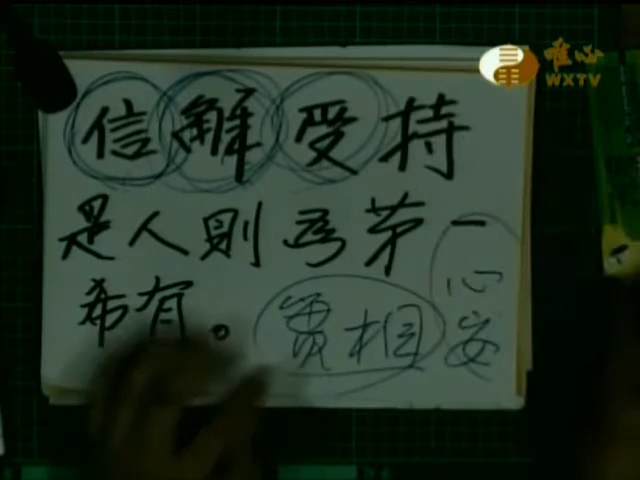 唯心
WXTV
信解受持
是人則為第一
希有。
實相
心安